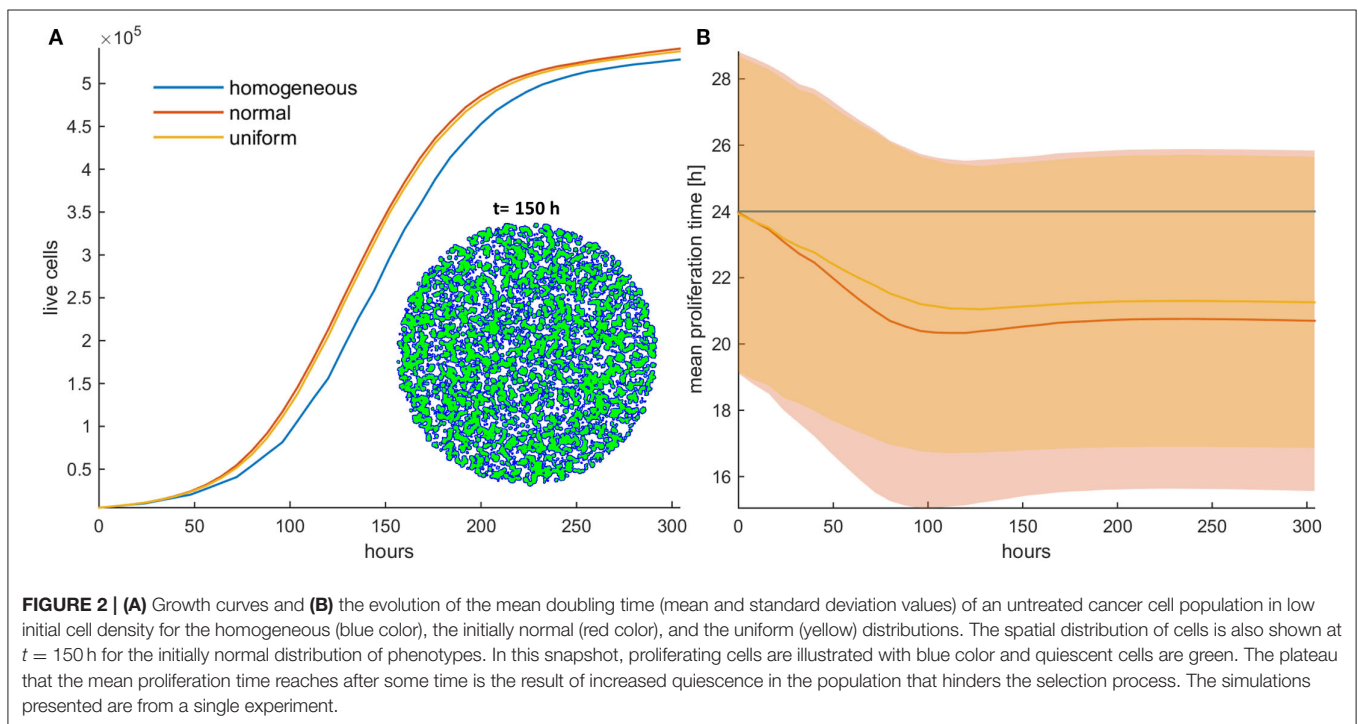 A
×10⁵
5
4.5
4
3.5
3
2.5
2
1.5
1
0.5
live cells
homogeneous
normal
uniform
t= 150 h
0
50
100
150
200
250
300
hours
B
28
26
24
22
20
18
16
mean proliferation time [h]
0
50
100
150
200
250
300
hours
FIGURE 2 | (A) Growth curves and (B) the evolution of the mean doubling time (mean and standard deviation values) of an untreated cancer cell population in low
initial cell density for the homogeneous (blue color), the initially normal (red color), and the uniform (yellow) distributions. The spatial distribution of cells is also shown at
t = 150 h for the initially normal distribution of phenotypes. In this snapshot, proliferating cells are illustrated with blue color and quiescent cells are green. The plateau
that the mean proliferation time reaches after some time is the result of increased quiescence in the population that hinders the selection process. The simulations
presented are from a single experiment.